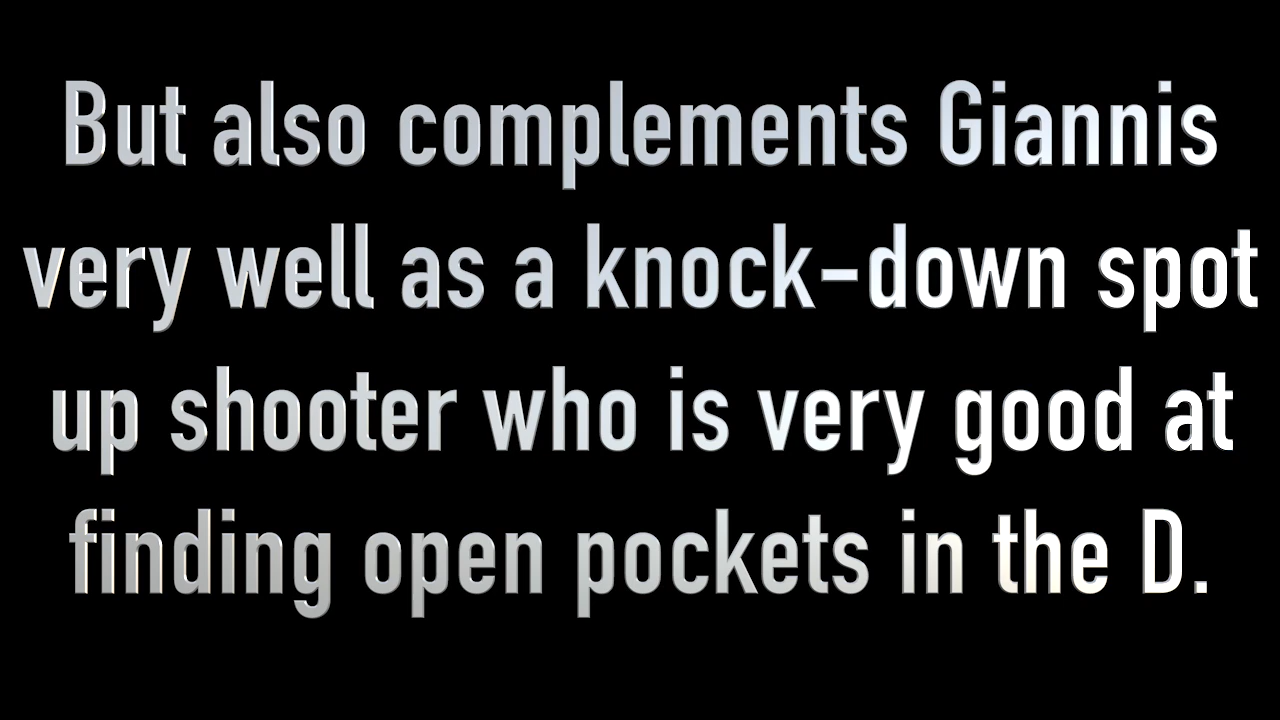 But also complements Giannis
very well as a knock-down spot
up shooter who is very good at
finding open pockets in the D.